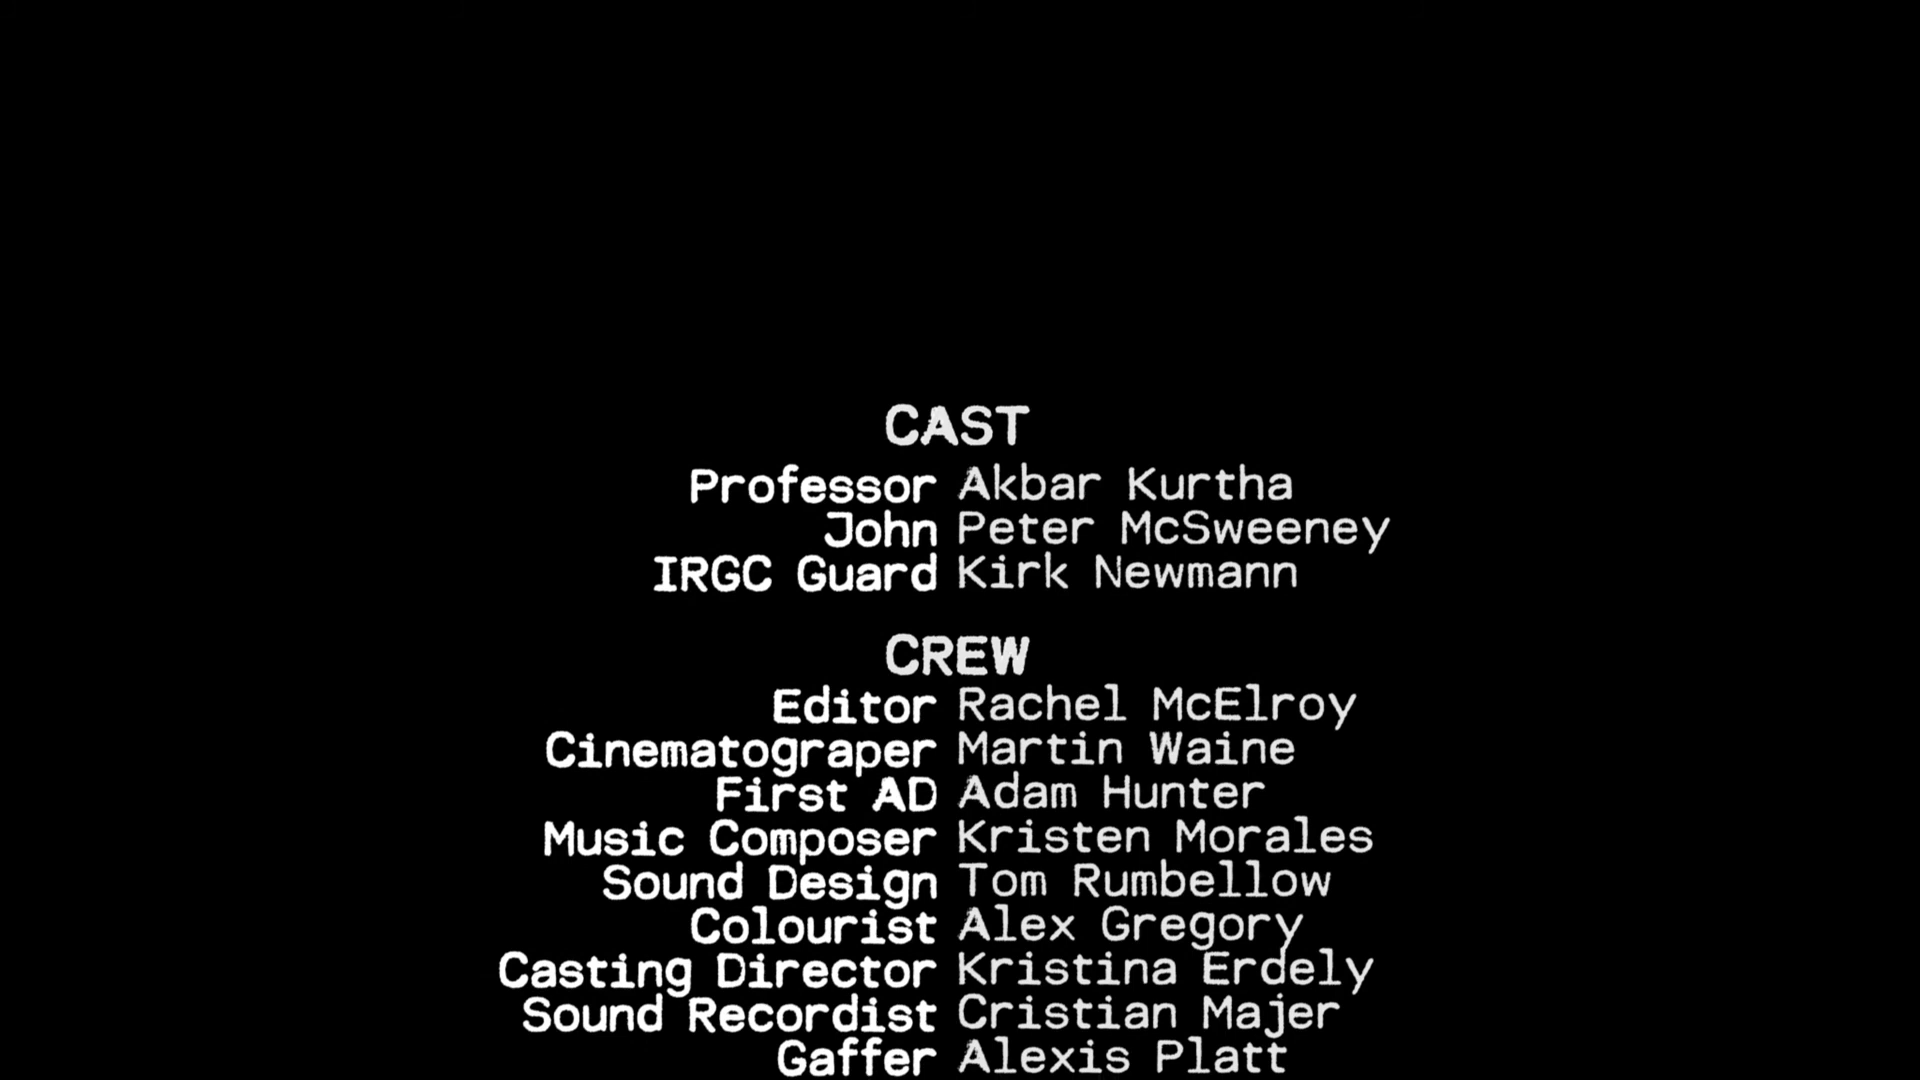 CAST
Professor Akbar Kurtha
John Peter McSweeney
IRGC Guard Kirk Newmann
CREW
Editor Rachel McElroy
Cinematograper Martin Waine
First AD Adam Hunter
Music Composer Kristen Morales
Sound Design Tom Rumbellow
Colourist Alex Gregory
Casting Director Kristina Erdely
Sound Recordist Cristian Majer
Gaffer Alexis Platt